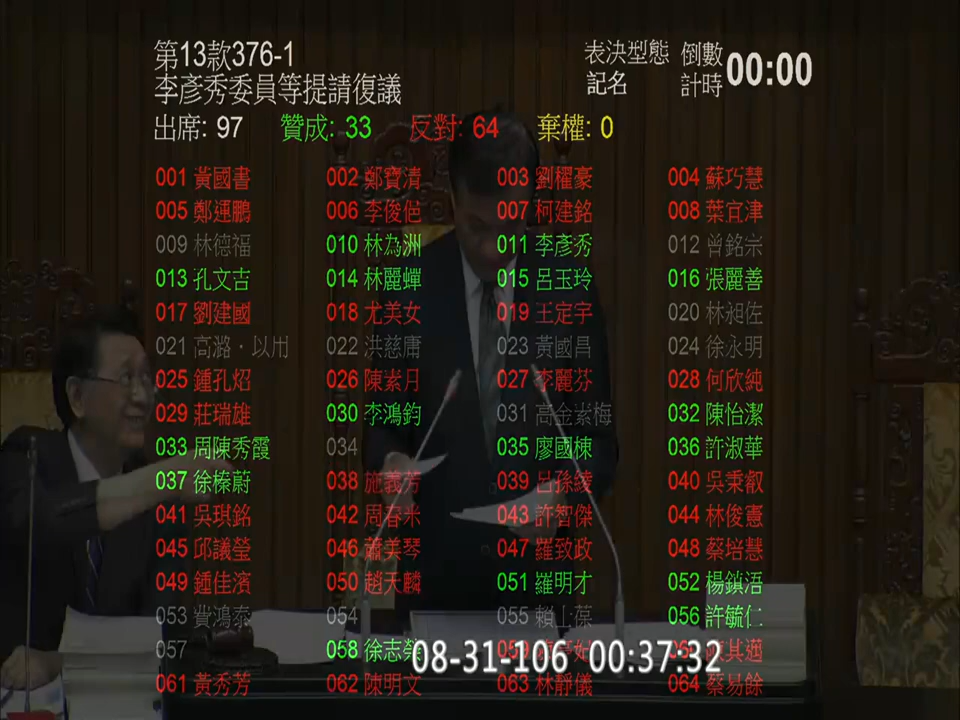 第13款376-1
李彥秀委員等提請復議
表決型態 倒數 00:00
記名 計時
出席: 97 贊成: 33 反對: 64 棄權: 0
001 黃國書 002 鄭寶清 003 劉櫂豪 004 蘇巧慧
005 鄭運鵬 006 李俊俋 007 柯建銘 008 葉宜津
009 林德福 010 林為洲 011 李彥秀 012 曾銘宗
013 孔文吉 014 林麗蟬 015 呂玉玲 016 張麗善
017 劉建國 018 尤美女 019 王定宇 020 林昶佐
021 高潞・以用 022 洪慈庸 023 黃國昌 024 徐永明
025 鍾孔炤 026 陳素月 027 李麗芬 028 何欣純
029 莊瑞雄 030 李鴻鈞 031 高金素梅 032 陳怡潔
033 周陳秀霞 034 035 廖國棟 036 許淑華
037 徐榛蔚 038 施義芳 039 呂孫綾 040 吳秉叡
041 吳琪銘 042 周春米 043 許智傑 044 林俊憲
045 邱議瑩 046 蕭美琴 047 羅致政 048 蔡培慧
049 鍾佳濱 050 趙天麟 051 羅明才 052 楊鎮浯
053 費鴻泰 054 055 賴士葆 056 許毓仁
057 058 徐志榮
08-31-106 00:37:32
061 黃秀芳 062 陳明文 063 林靜儀 064 蔡易餘